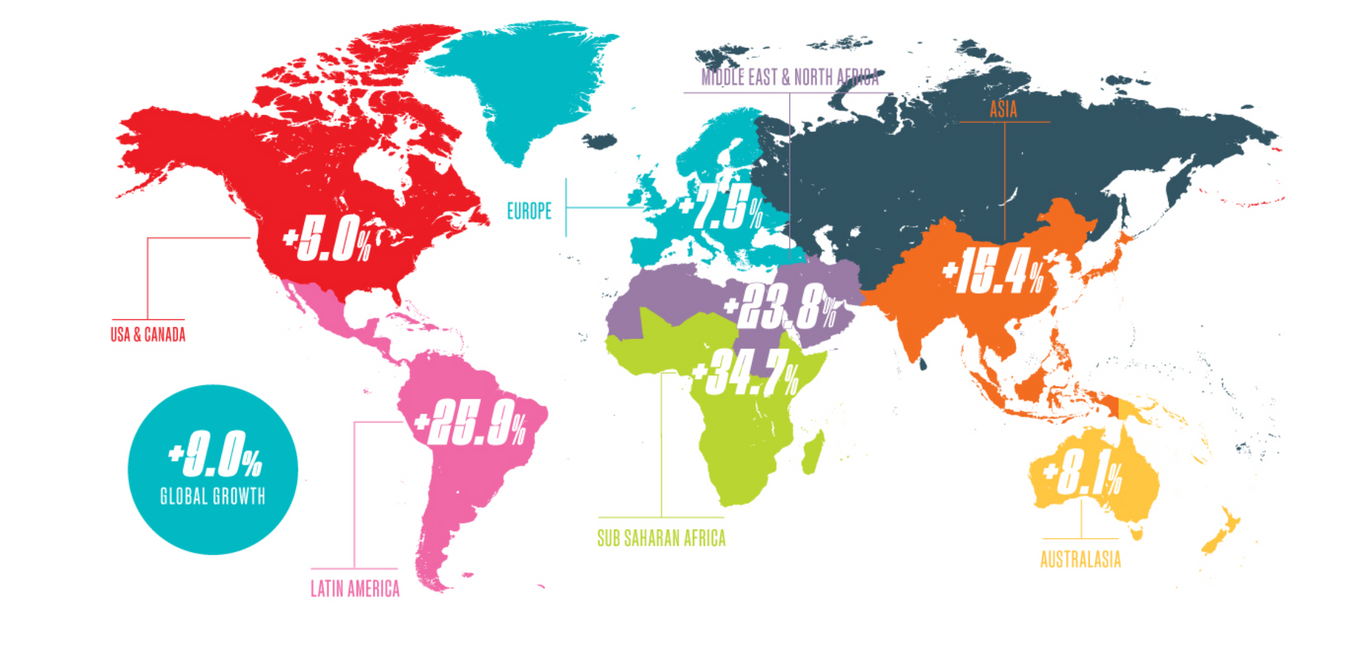 MIDDLE EAST & NORTH AFRICA
ASIA
+7.5%
EUROPE
+5.0%
+15.4%
+23.8%
USA & CANADA
+34.7%
+25.9%
+9.0%
GLOBAL GROWTH
+8.1%
SUB SAHARAN AFRICA
AUSTRALASIA
LATIN AMERICA